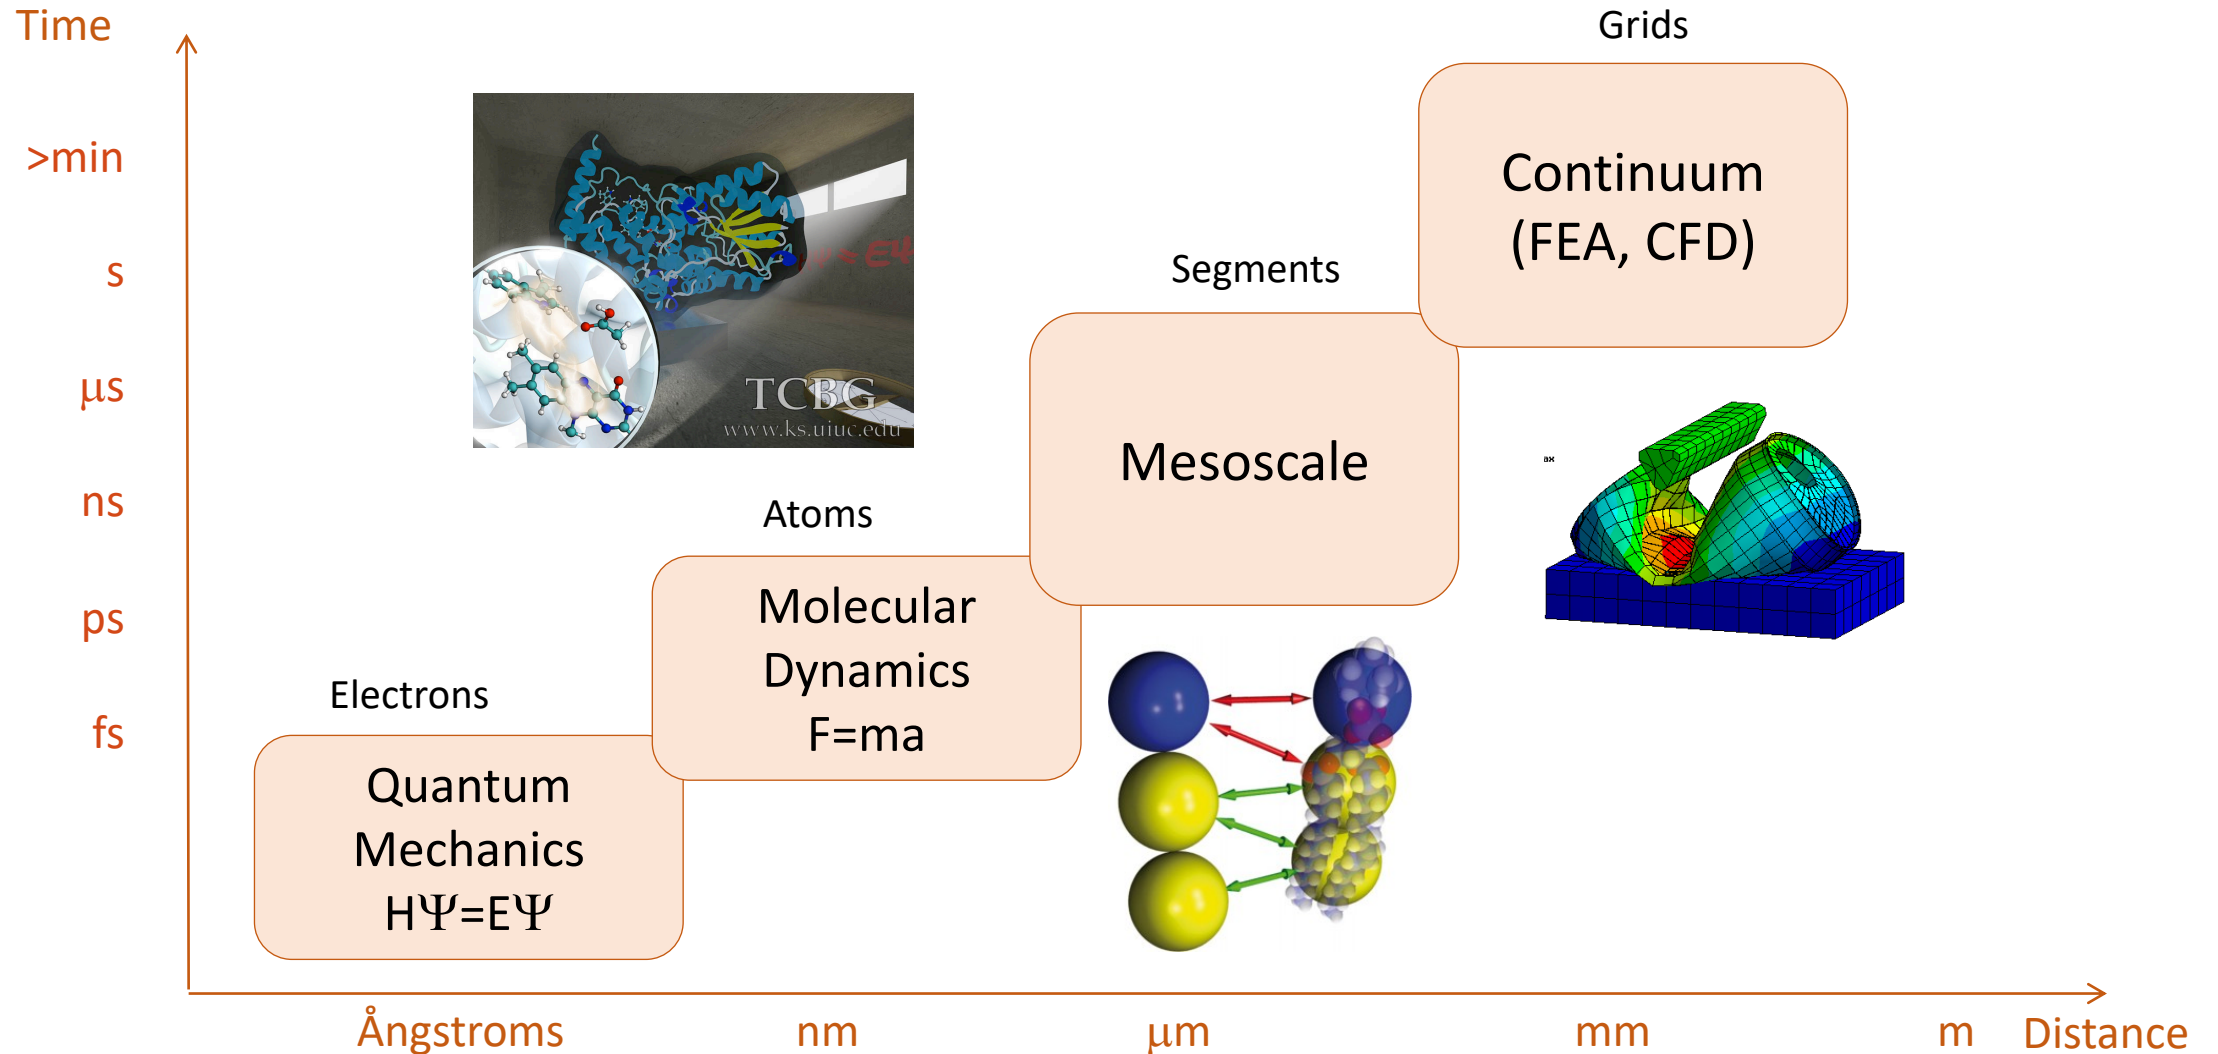 Time
Grids
>min
Continuum
(FEA, CFD)
s
Segments
μs
TCBG
www.ks.uiuc.edu
Mesoscale
ns
Atoms
ps
Molecular
Dynamics
F=ma
Electrons
fs
Quantum
Mechanics
HΨ=EΨ
Ångstroms
nm
μm
mm
m
Distance